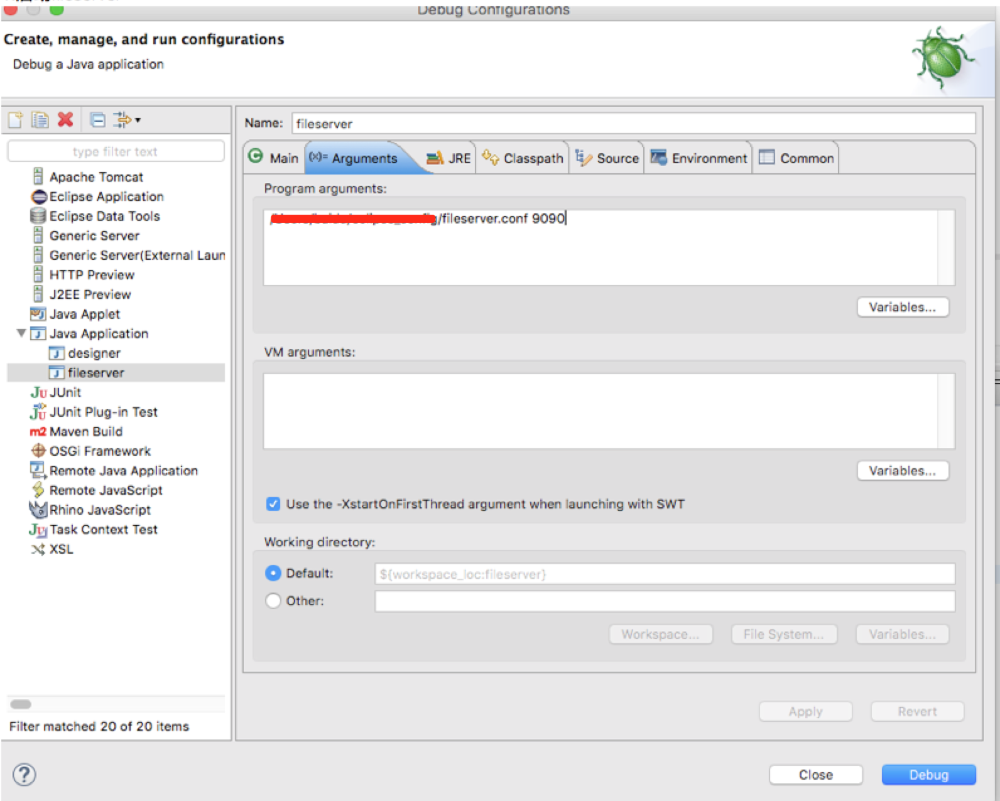 Debug Configurations
Create, manage, and run configurations
Debug a Java application
Name: fileserver
type filter text
Main
(x)= Arguments
JRE
Classpath
Source
Environment
Common
Apache Tomcat
Eclipse Application
Eclipse Data Tools
Generic Server
Generic Server(External Laun
HTTP Preview
J2EE Preview
Java Applet
Java Application
designer
fileserver
Ju JUnit
JUnit Plug-in Test
m2 Maven Build
OSGi Framework
Remote Java Application
Remote JavaScript
Rhino JavaScript
Task Context Test
XSL
Filter matched 20 of 20 items
Program arguments:
/fileserver.conf 9090
Variables...
VM arguments:
Variables...
Use the -XstartOnFirstThread argument when launching with SWT
Working directory:
Default: ${workspace_loc:fileserver}
Other:
Workspace... File System... Variables...
Apply Revert
? Close Debug